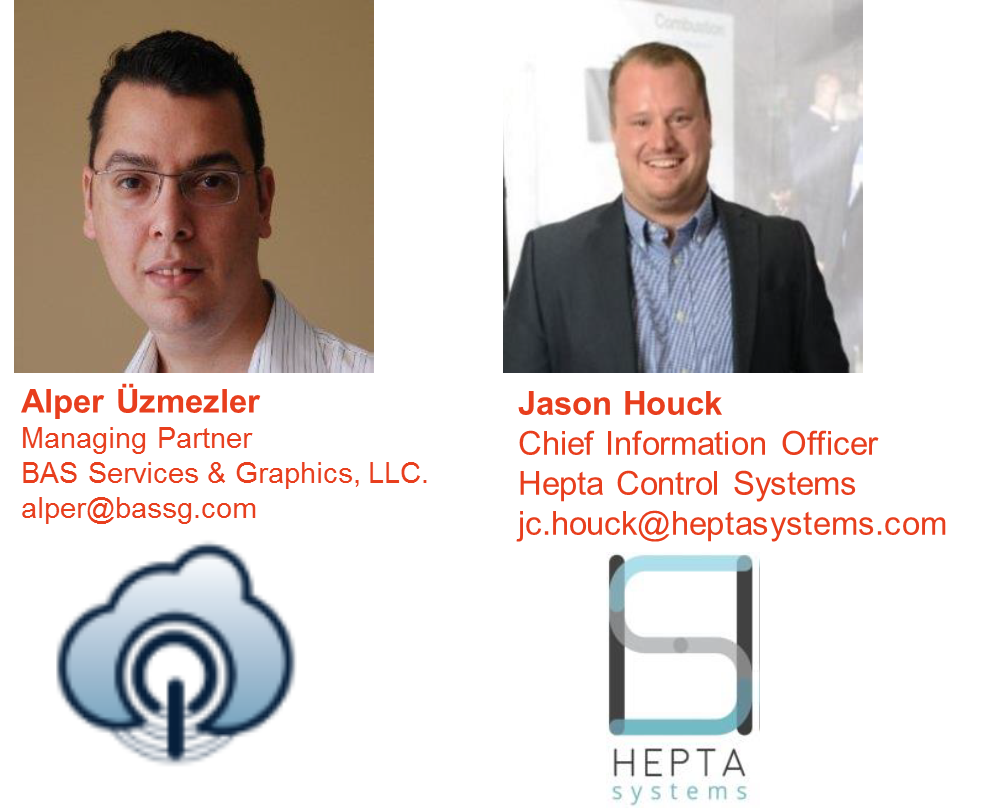 Combustion
Alper Üzmezler
Managing Partner
BAS Services & Graphics, LLC.
alper@bassg.com
Jason Houck
Chief Information Officer
Hepta Control Systems
jc.houck@heptasystems.com
HEPTA
systems